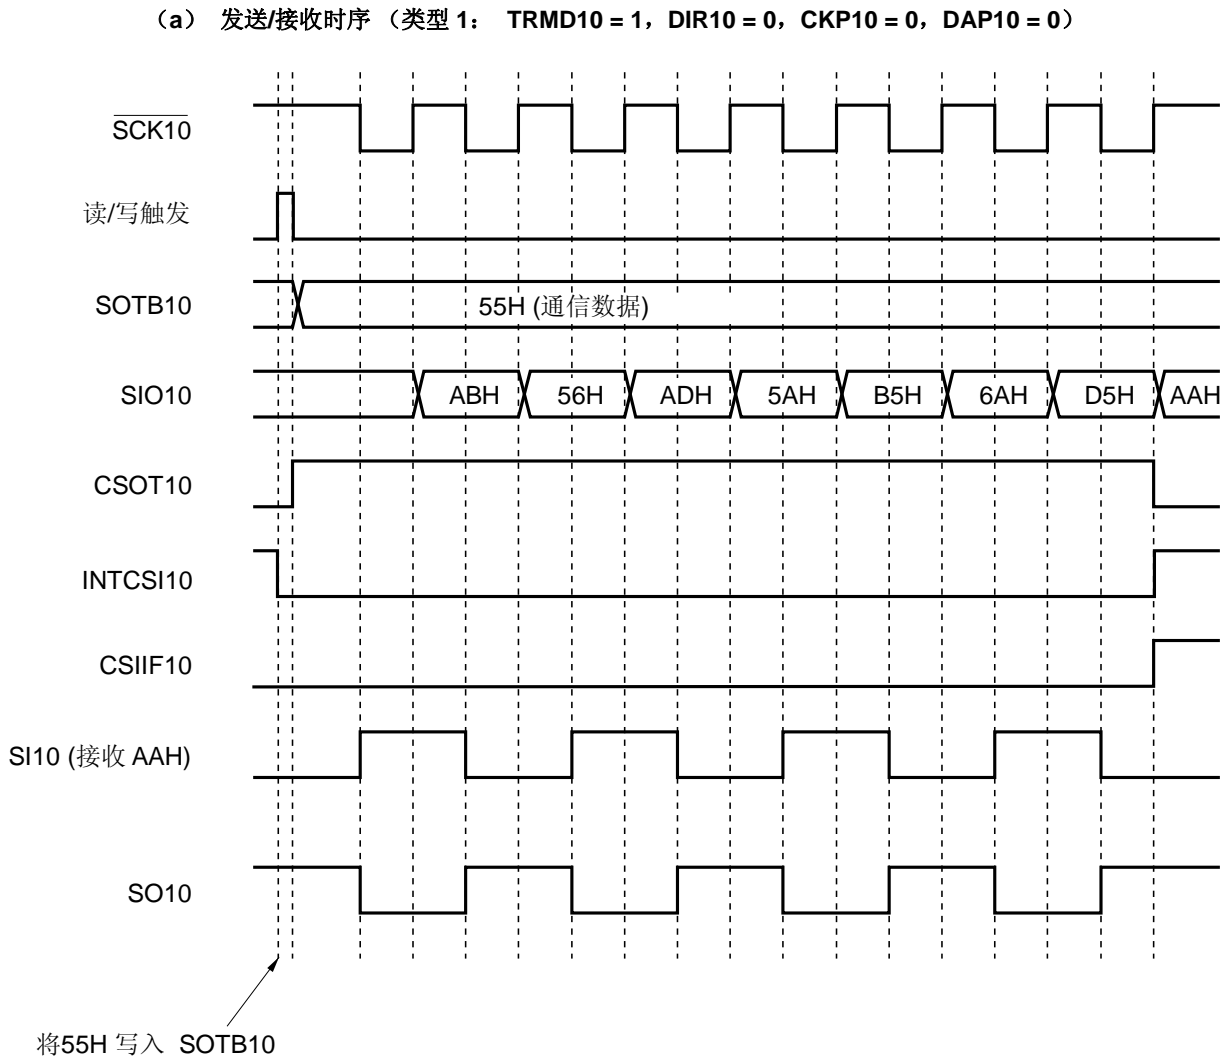 （a） 发送/接收时序 （类型 1： TRMD10 = 1，DIR10 = 0，CKP10 = 0，DAP10 = 0）
SCK10
读/写触发
SOTB10 55H (通信数据)
SIO10 ABH 56H ADH 5AH B5H 6AH D5H AAH
CSOT10
INTCSI10
CSIIF10
SI10 (接收 AAH)
SO10
将55H 写入 SOTB10